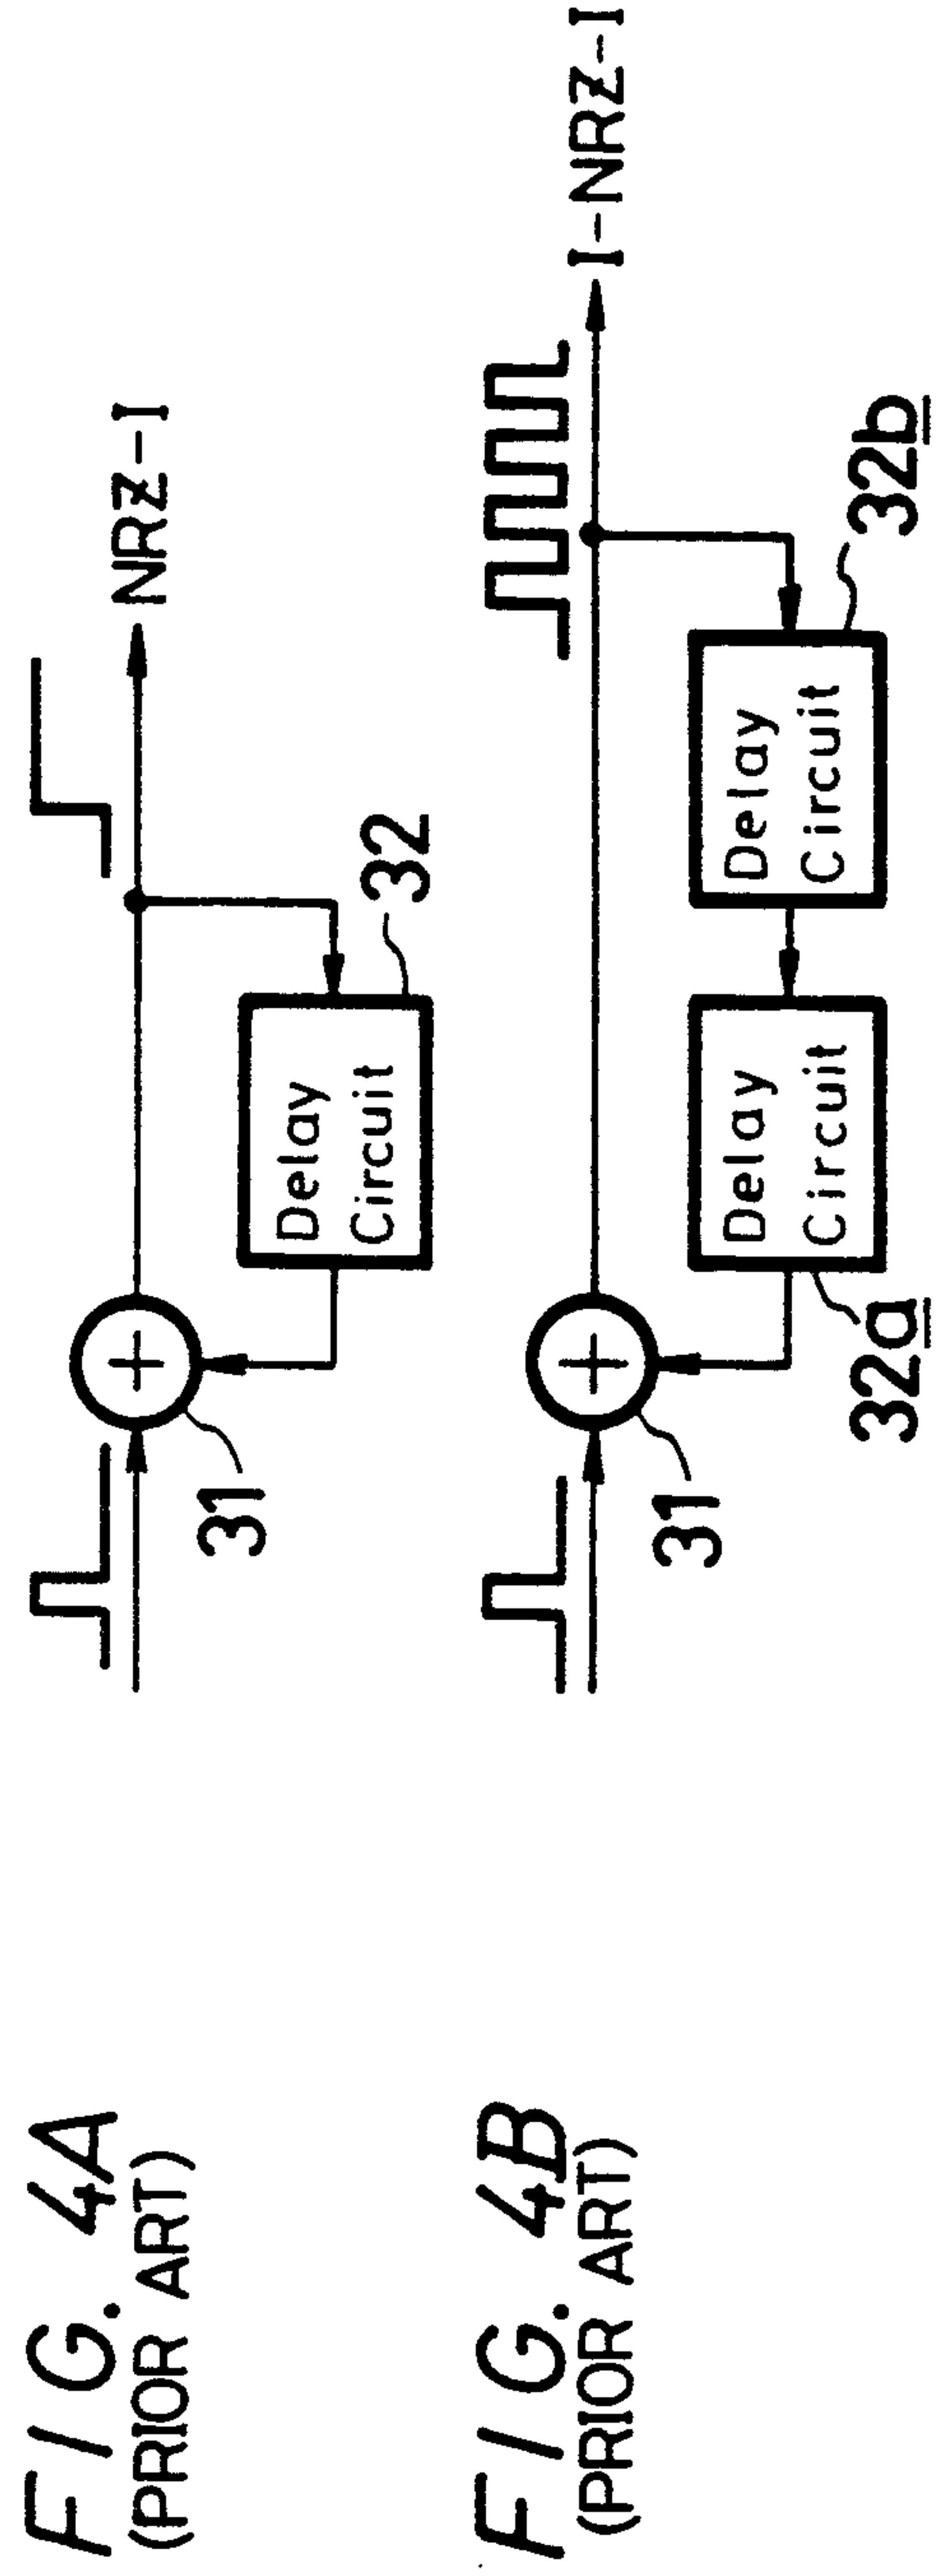 FIG. 4A
(PRIOR ART)
31
Delay
Circuit
32
NRZ-I
FIG. 4B
(PRIOR ART)
31
32a
Delay
Circuit
Delay
Circuit
32b
I-NRZ-I